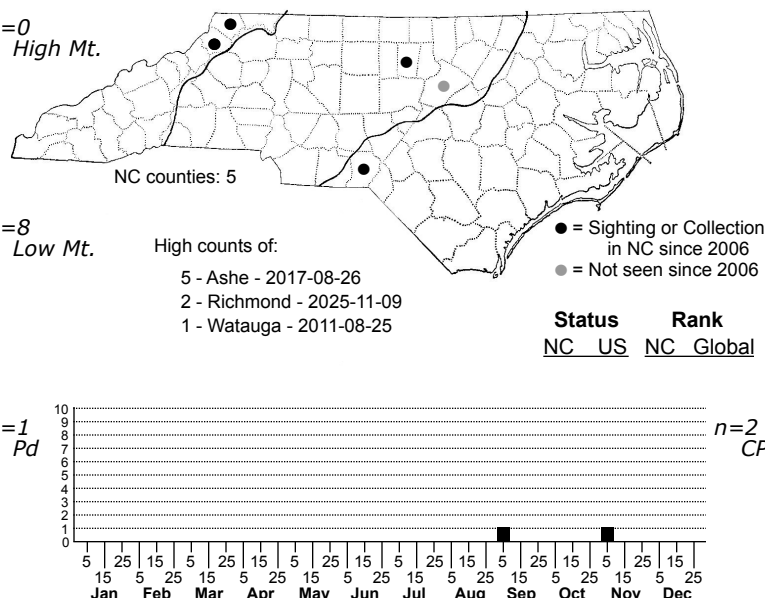 =0
High Mt.
NC counties: 5
=8
Low Mt.
High counts of:
5 - Ashe - 2017-08-26
2 - Richmond - 2025-11-09
1 - Watauga - 2011-08-25
● = Sighting or Collection
in NC since 2006
● = Not seen since 2006
Status Rank
NC US NC Global
=1
Pd
n=2
CP
10
9
8
7
6
5
4
3
2
1
0
5 25 15 5 25 15 5 25 15 5 25 15 5 25 15 5 25 15
15 5 25 15 5 25 15 5 25 15 5 25 15 5 25 15 5 25
Jan Feb Mar Apr May Jun Jul Aug Sep Oct Nov Dec